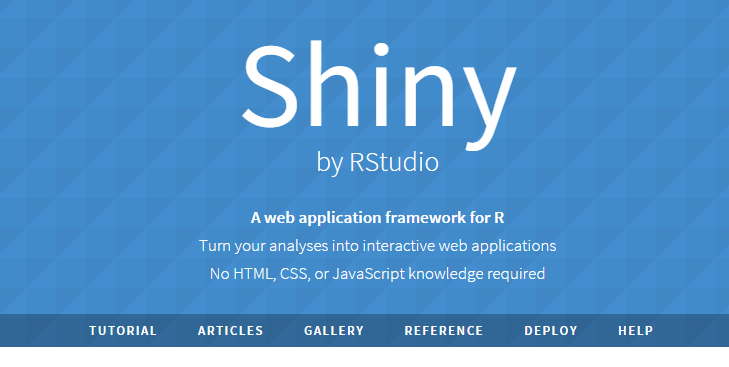 Shiny
by RStudio
A web application framework for R
Turn your analyses into interactive web applications
No HTML, CSS, or JavaScript knowledge required
TUTORIAL ARTICLES GALLERY REFERENCE DEPLOY HELP